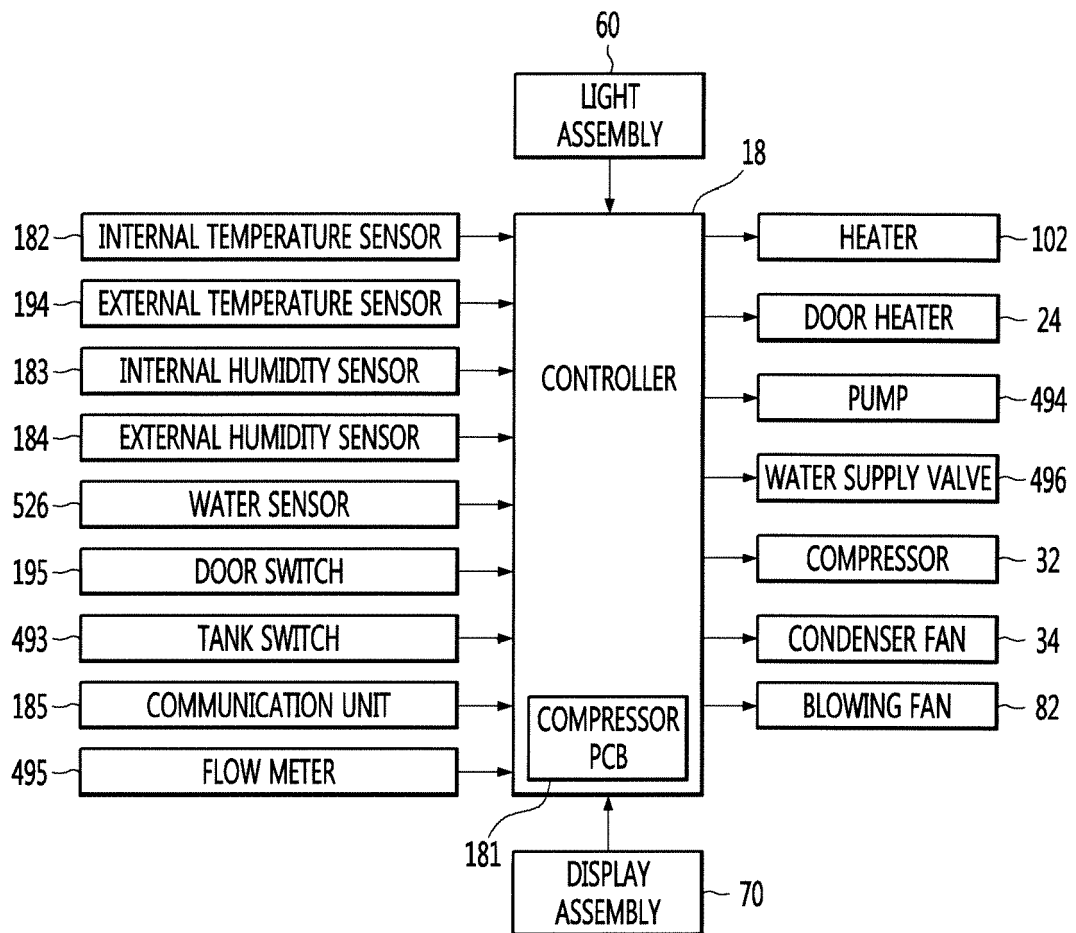 60
LIGHT
ASSEMBLY
18
182 INTERNAL TEMPERATURE SENSOR HEATER 102
194 EXTERNAL TEMPERATURE SENSOR DOOR HEATER 24
183 INTERNAL HUMIDITY SENSOR CONTROLLER PUMP 494
184 EXTERNAL HUMIDITY SENSOR
526 WATER SENSOR WATER SUPPLY VALVE 496
195 DOOR SWITCH COMPRESSOR 32
493 TANK SWITCH CONDENSER FAN 34
185 COMMUNICATION UNIT BLOWING FAN 82
COMPRESSOR
PCB
495 FLOW METER
181
DISPLAY
ASSEMBLY
70